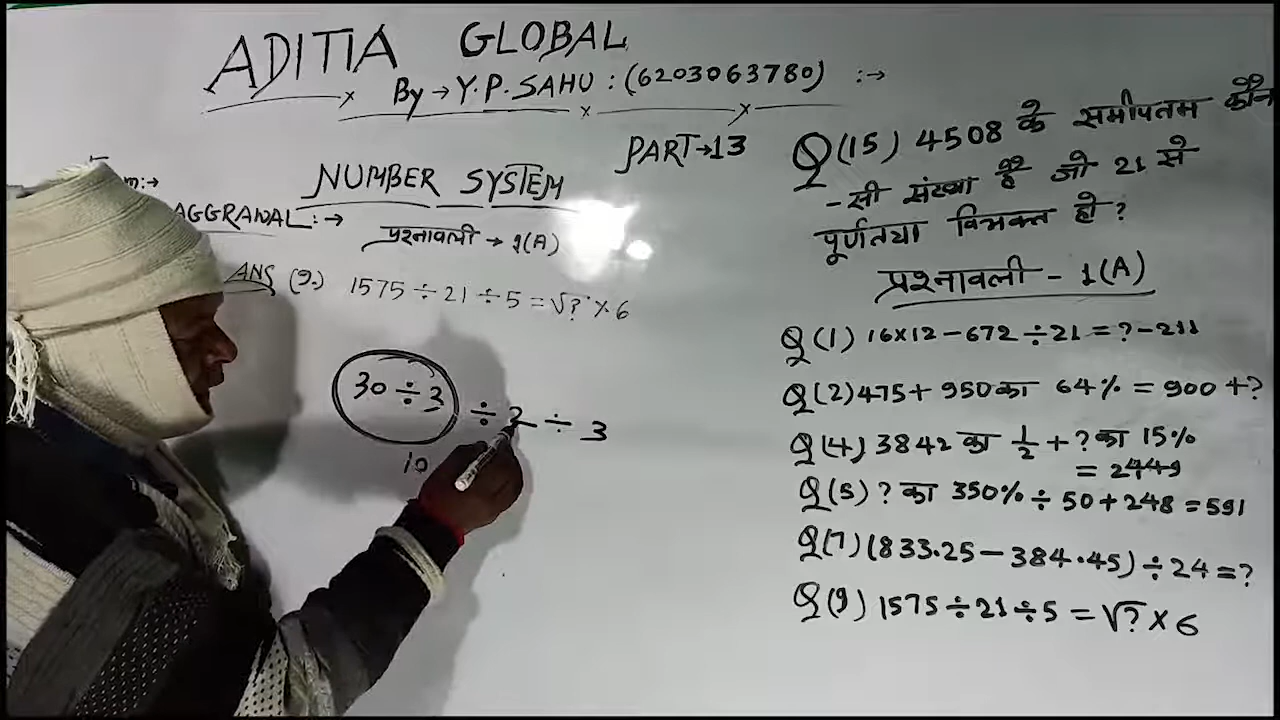 ADITIA GLOBAL
By → Y.P. SAHU : (6203063780) :→
PART→13
NUMBER SYSTEM
AGGRAWAL :→
प्रश्नावली → 1(A)
ANS (9.) 1575 ÷ 21 ÷ 5 = √? × 6
30 ÷ 3 ÷ 2 ÷ 3
10
Q (15) 4508 के समीपतम कौन
-सी संख्या है जो 21 से
पूर्णतया विभक्त हो ?
प्रश्नावली - 1(A)
Q (1) 16×12 - 672 ÷ 21 = ? - 211
Q (2) 475 + 950 का 64% = 900 + ?
Q (4) 3842 का 1/2 + ? का 15%
= 2449
Q (5) ? का 350% ÷ 50 + 248 = 591
Q (7) (833.25 - 384.45) ÷ 24 = ?
Q (9) 1575 ÷ 21 ÷ 5 = √? × 6